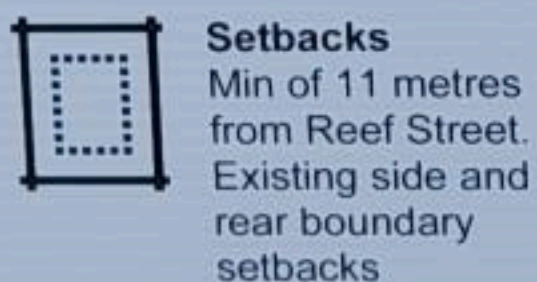 Setbacks
Min of 11 metres
from Reef Street.
Existing side and
rear boundary
setbacks